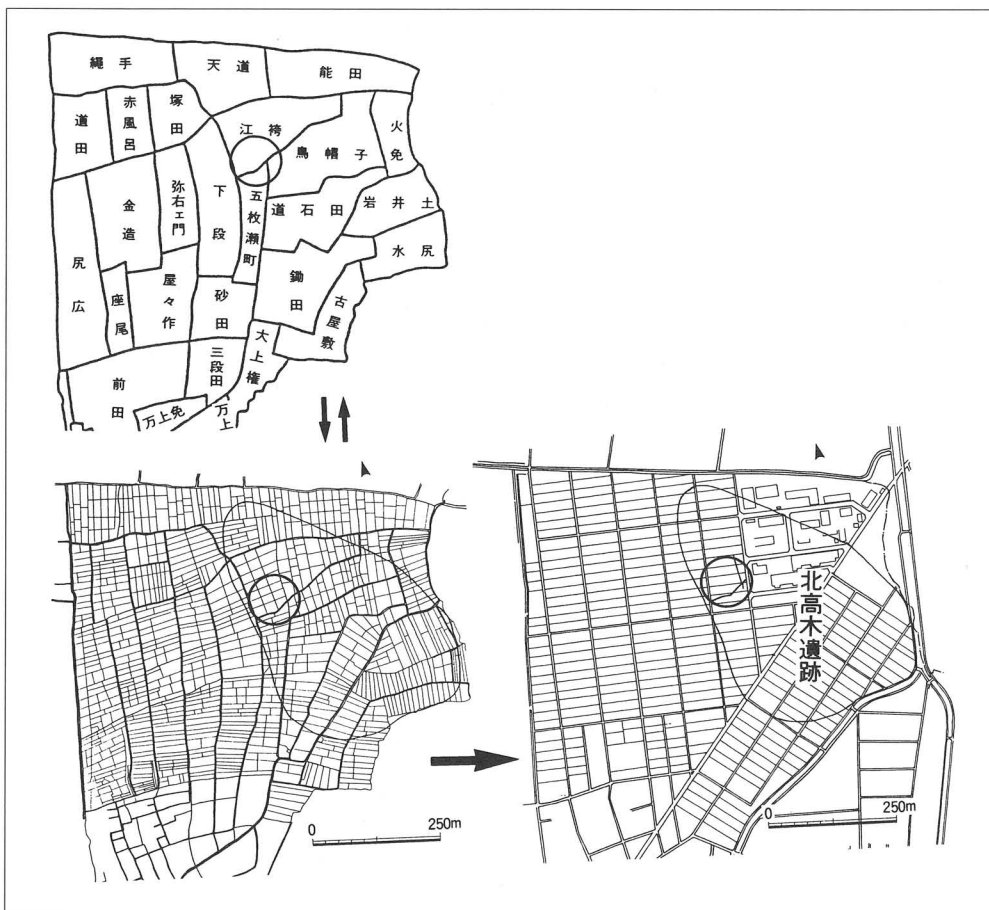 縄手
天道
能田
道田
赤風呂
塚田
江袴
烏帽子
火免
金造
弥右エ門
下段
五枚瀬町
道石田
岩井土
水尻
尻広
座尾
屋々作
砂田
鋤田
古屋敷
前田
三段田
大上権
万上免
万上
0 250m
北高木遺跡
0 250m